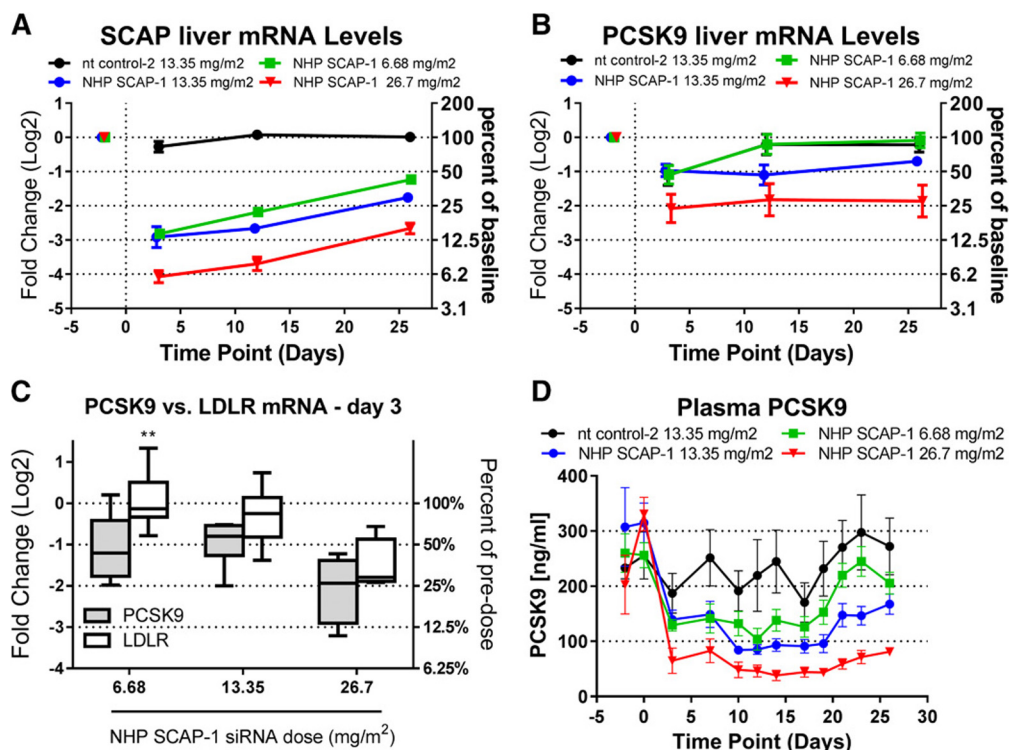 A
SCAP liver mRNA Levels
nt control-2 13.35 mg/m2
NHP SCAP-1 6.68 mg/m2
NHP SCAP-1 13.35 mg/m2
NHP SCAP-1 26.7 mg/m2
Fold Change (Log2)
1
0
-1
-2
-3
-4
-5
200
100
50
25
12.5
6.2
3.1
percent of baseline
-5 0 5 10 15 20 25
Time Point (Days)
B
PCSK9 liver mRNA Levels
nt control-2 13.35 mg/m2
NHP SCAP-1 6.68 mg/m2
NHP SCAP-1 13.35 mg/m2
NHP SCAP-1 26.7 mg/m2
Fold Change (Log2)
1
0
-1
-2
-3
-4
-5
200
100
50
25
12.5
6.2
3.1
percent of baseline
-5 0 5 10 15 20 25
Time Point (Days)
C
PCSK9 vs. LDLR mRNA - day 3
**
Fold Change (Log2)
1
0
-1
-2
-3
-4
100%
50%
25%
12.5%
6.25%
Percent of pre-dose
PCSK9
LDLR
6.68 13.35 26.7
NHP SCAP-1 siRNA dose (mg/m²)
D
Plasma PCSK9
nt control-2 13.35 mg/m2
NHP SCAP-1 6.68 mg/m2
NHP SCAP-1 13.35 mg/m2
NHP SCAP-1 26.7 mg/m2
PCSK9 [ng/ml]
400
300
200
100
0
-5 0 5 10 15 20 25 30
Time Point (Days)